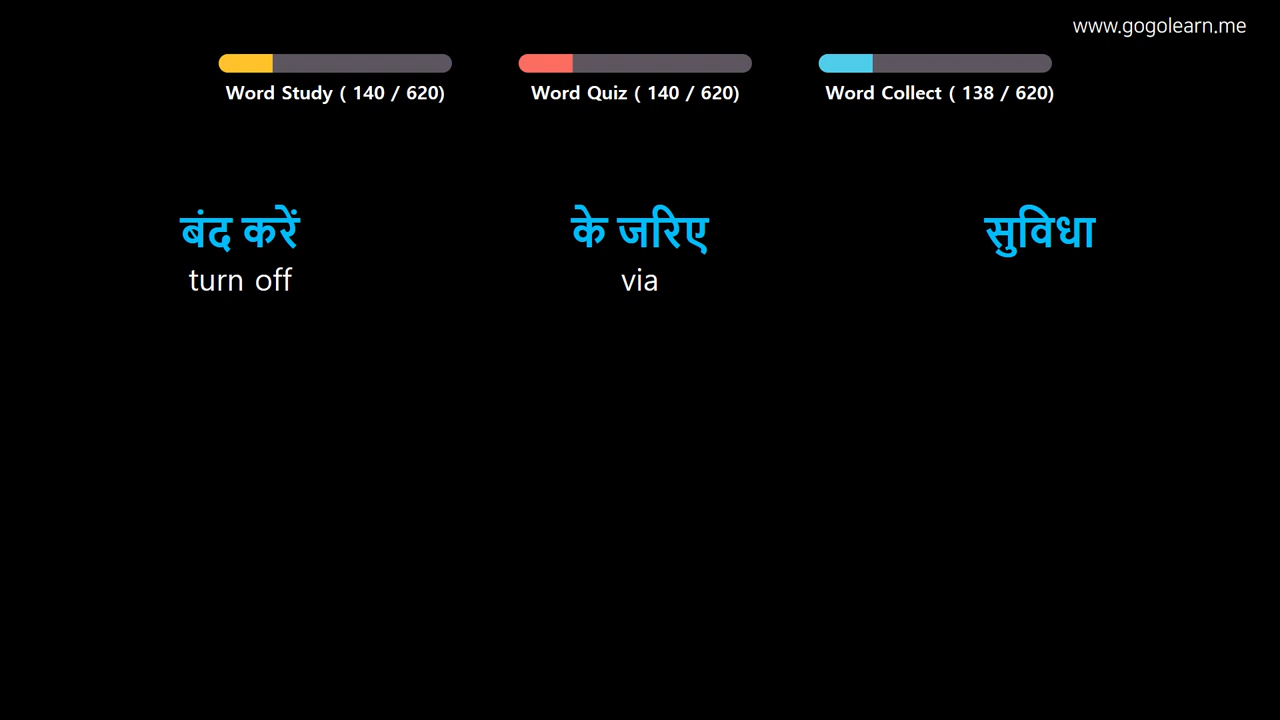 www.gogolearn.me
Word Study ( 140 / 620) Word Quiz ( 140 / 620) Word Collect ( 138 / 620)
बंद करें के जरिए सुविधा
turn off via